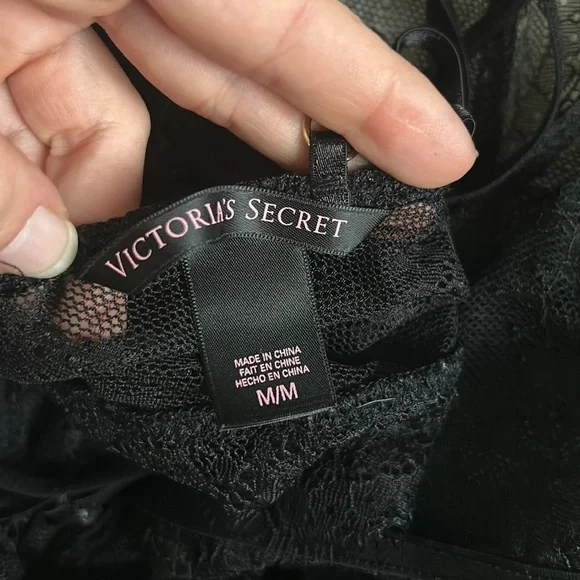 VICTORIA'S SECRET
MADE IN CHINA
FAIT EN CHINE
HECHO EN CHINA
M/M